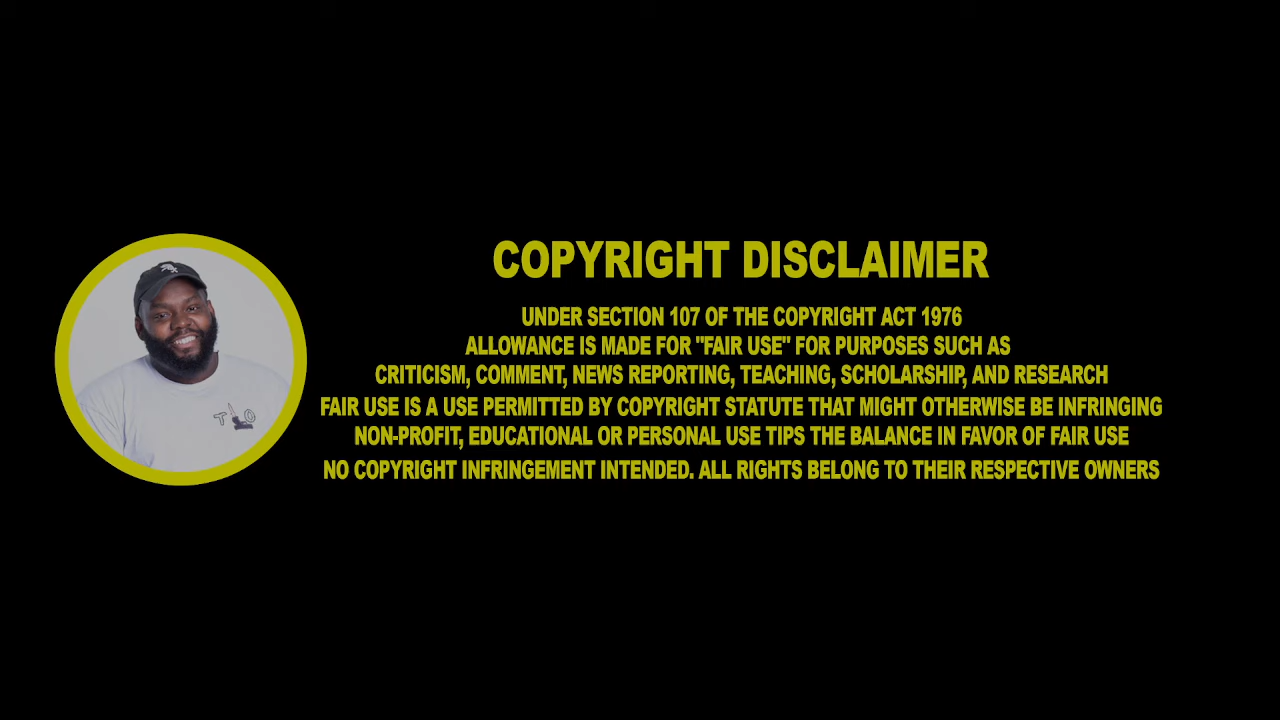 COPYRIGHT DISCLAIMER
UNDER SECTION 107 OF THE COPYRIGHT ACT 1976
ALLOWANCE IS MADE FOR "FAIR USE" FOR PURPOSES SUCH AS
CRITICISM, COMMENT, NEWS REPORTING, TEACHING, SCHOLARSHIP, AND RESEARCH
FAIR USE IS A USE PERMITTED BY COPYRIGHT STATUTE THAT MIGHT OTHERWISE BE INFRINGING
NON-PROFIT, EDUCATIONAL OR PERSONAL USE TIPS THE BALANCE IN FAVOR OF FAIR USE
NO COPYRIGHT INFRINGEMENT INTENDED. ALL RIGHTS BELONG TO THEIR RESPECTIVE OWNERS